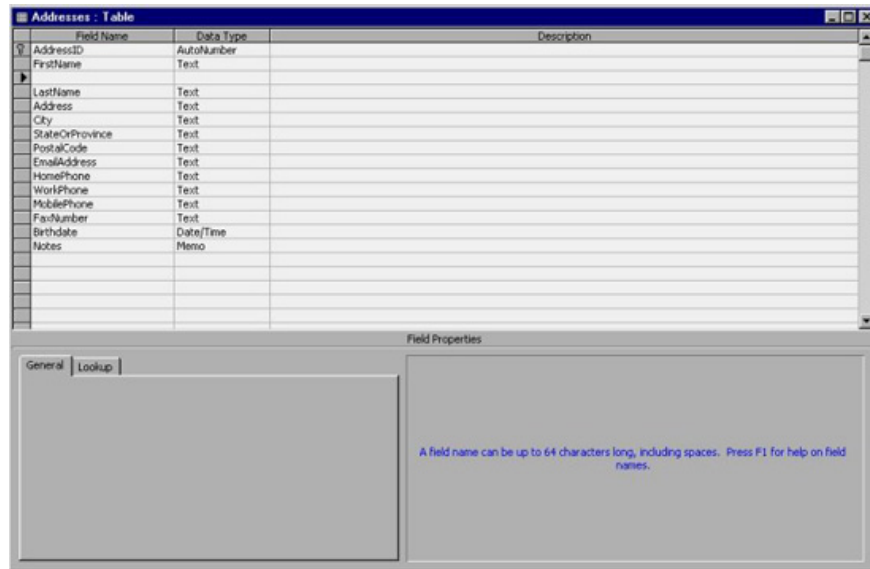 Addresses : Table
Field Name Data Type Description
AddressID AutoNumber
FirstName Text
LastName Text
Address Text
City Text
StateOrProvince Text
PostalCode Text
EmailAddress Text
HomePhone Text
WorkPhone Text
MobilePhone Text
FaxNumber Text
Birthdate Date/Time
Notes Memo
Field Properties
General Lookup
A field name can be up to 64 characters long, including spaces. Press F1 for help on field
names.